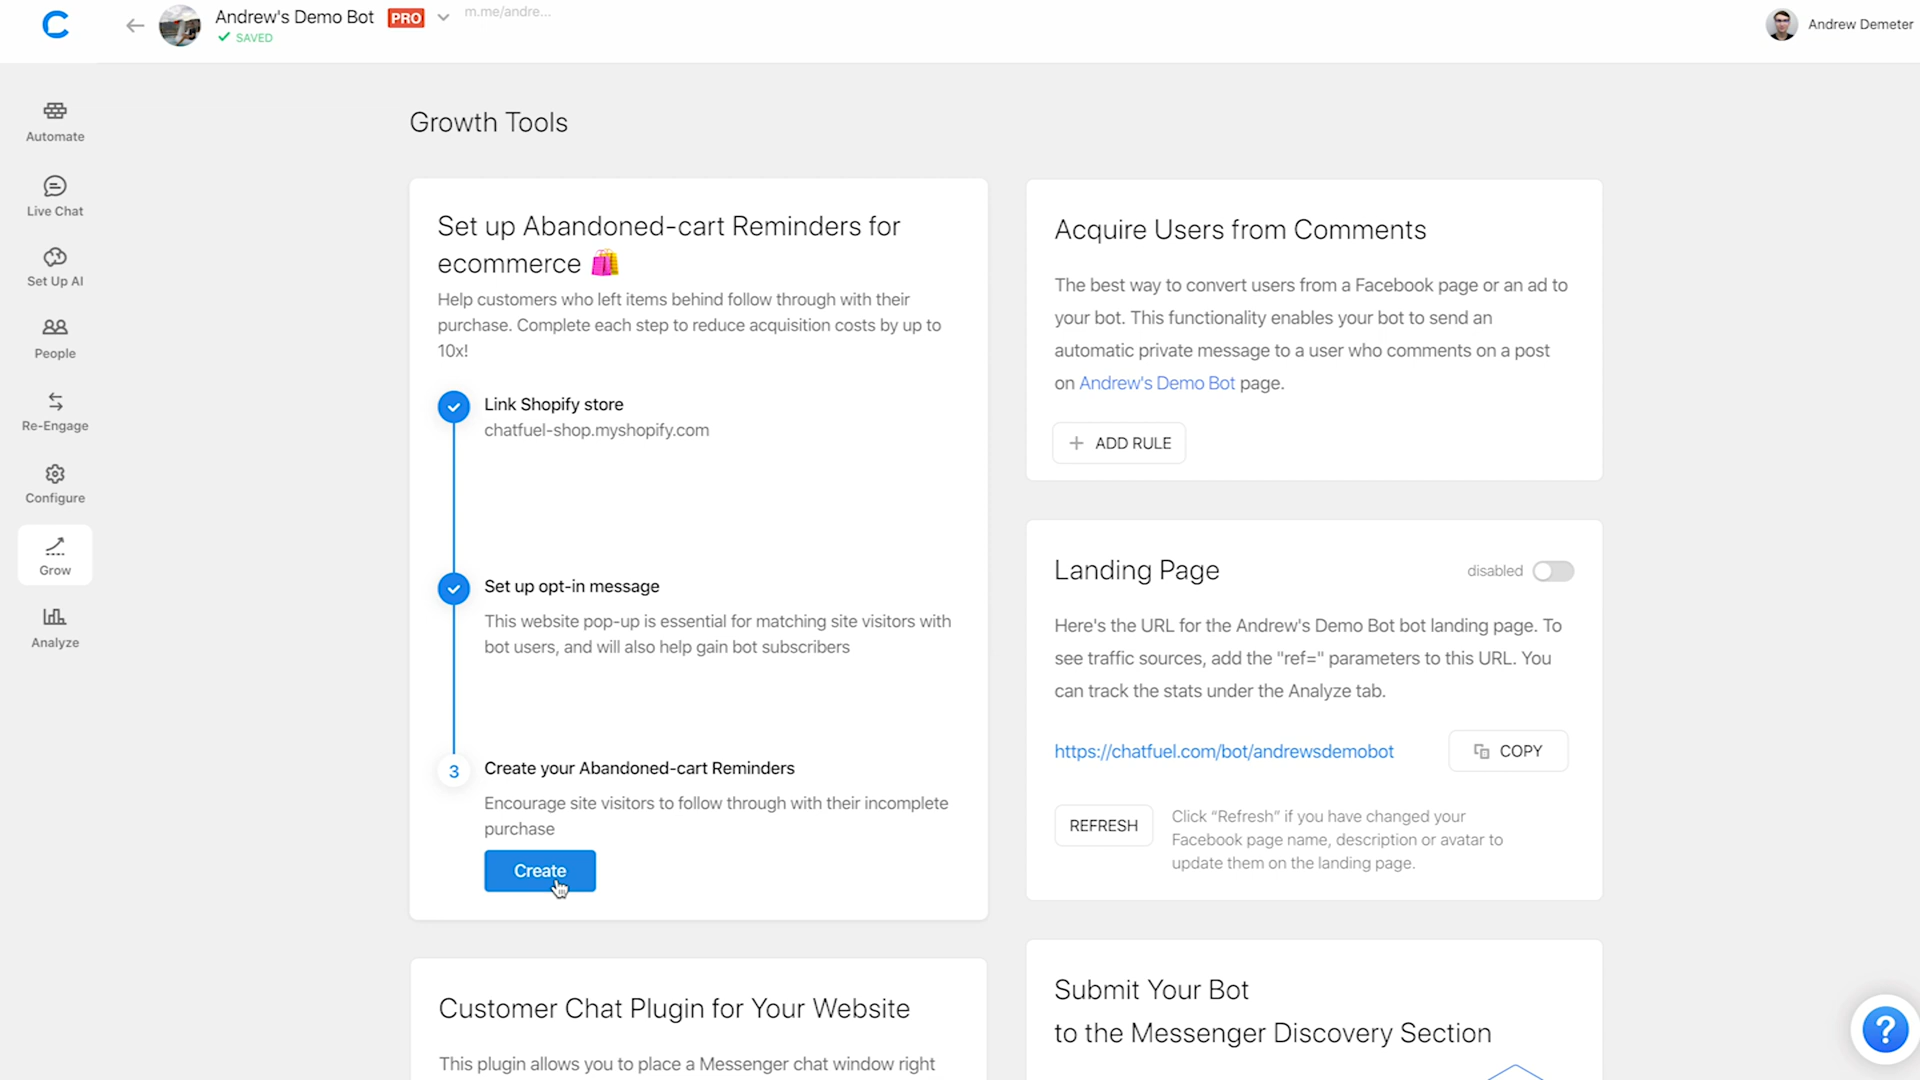 Andrew's Demo Bot PRO
m.me/andre...
SAVED
Andrew Demeter
Automate
Live Chat
Set Up AI
People
Re-Engage
Configure
Grow
Analyze
Growth Tools
Set up Abandoned-cart Reminders for
ecommerce
Help customers who left items behind follow through with their
purchase. Complete each step to reduce acquisition costs by up to
10x!
Link Shopify store
chatfuel-shop.myshopify.com
Set up opt-in message
This website pop-up is essential for matching site visitors with
bot users, and will also help gain bot subscribers
3
Create your Abandoned-cart Reminders
Encourage site visitors to follow through with their incomplete
purchase
Create
Customer Chat Plugin for Your Website
This plugin allows you to place a Messenger chat window right
Acquire Users from Comments
The best way to convert users from a Facebook page or an ad to
your bot. This functionality enables your bot to send an
automatic private message to a user who comments on a post
on Andrew's Demo Bot page.
+ ADD RULE
Landing Page
disabled
Here's the URL for the Andrew's Demo Bot bot landing page. To
see traffic sources, add the "ref=" parameters to this URL. You
can track the stats under the Analyze tab.
https://chatfuel.com/bot/andrewsdemobot
COPY
REFRESH
Click “Refresh” if you have changed your
Facebook page name, description or avatar to
update them on the landing page.
Submit Your Bot
to the Messenger Discovery Section
?